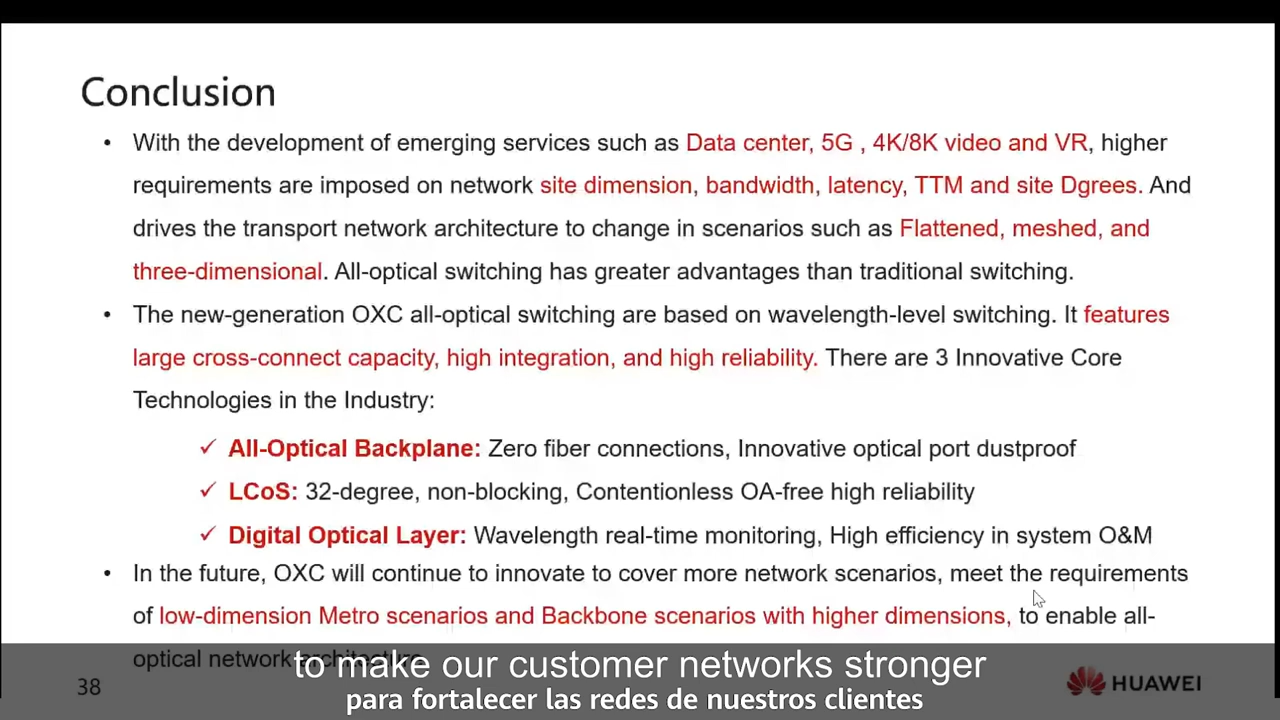 Conclusion
• With the development of emerging services such as Data center, 5G , 4K/8K video and VR, higher
requirements are imposed on network site dimension, bandwidth, latency, TTM and site Dgrees. And
drives the transport network architecture to change in scenarios such as Flattened, meshed, and
three-dimensional. All-optical switching has greater advantages than traditional switching.
• The new-generation OXC all-optical switching are based on wavelength-level switching. It features
large cross-connect capacity, high integration, and high reliability. There are 3 Innovative Core
Technologies in the Industry:
✓ All-Optical Backplane: Zero fiber connections, Innovative optical port dustproof
✓ LCoS: 32-degree, non-blocking, Contentionless OA-free high reliability
✓ Digital Optical Layer: Wavelength real-time monitoring, High efficiency in system O&M
• In the future, OXC will continue to innovate to cover more network scenarios, meet the requirements
of low-dimension Metro scenarios and Backbone scenarios with higher dimensions, to enable all-
optical network architecture.
to make our customer networks stronger
para fortalecer las redes de nuestros clientes
38
HUAWEI